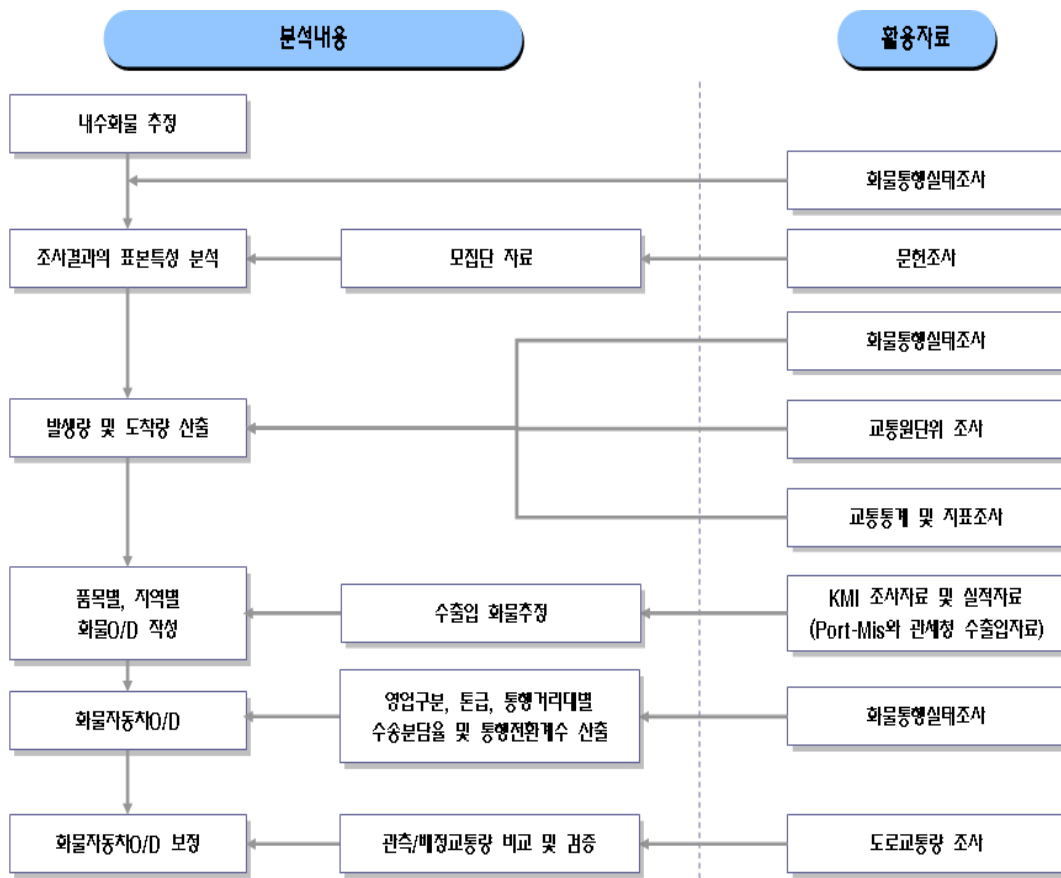 분석내용
활용자료
내수화물 추정
화물통행실태조사
조사결과의 표본특성 분석
모집단 자료
문헌조사
화물통행실태조사
발생량 및 도착량 산출
교통원단위 조사
교통통계 및 지표조사
품목별, 지역별
화물O/D 작성
수출입 화물추정
KMI 조사자료 및 실적자료
(Port-Mis와 관세청 수출입자료)
화물자동차O/D
영업구분, 톤급, 통행거리대별
수송분담율 및 통행전환계수 산출
화물통행실태조사
화물자동차O/D 보정
관측/배정교통량 비교 및 검증
도로교통량 조사